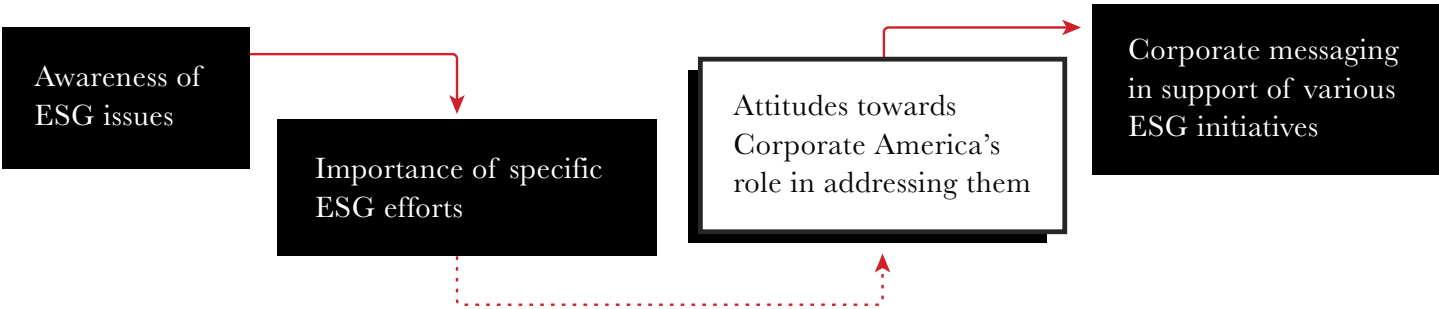 Awareness of
ESG issues
Importance of specific
ESG efforts
Attitudes towards
Corporate America’s
role in addressing them
Corporate messaging
in support of various
ESG initiatives